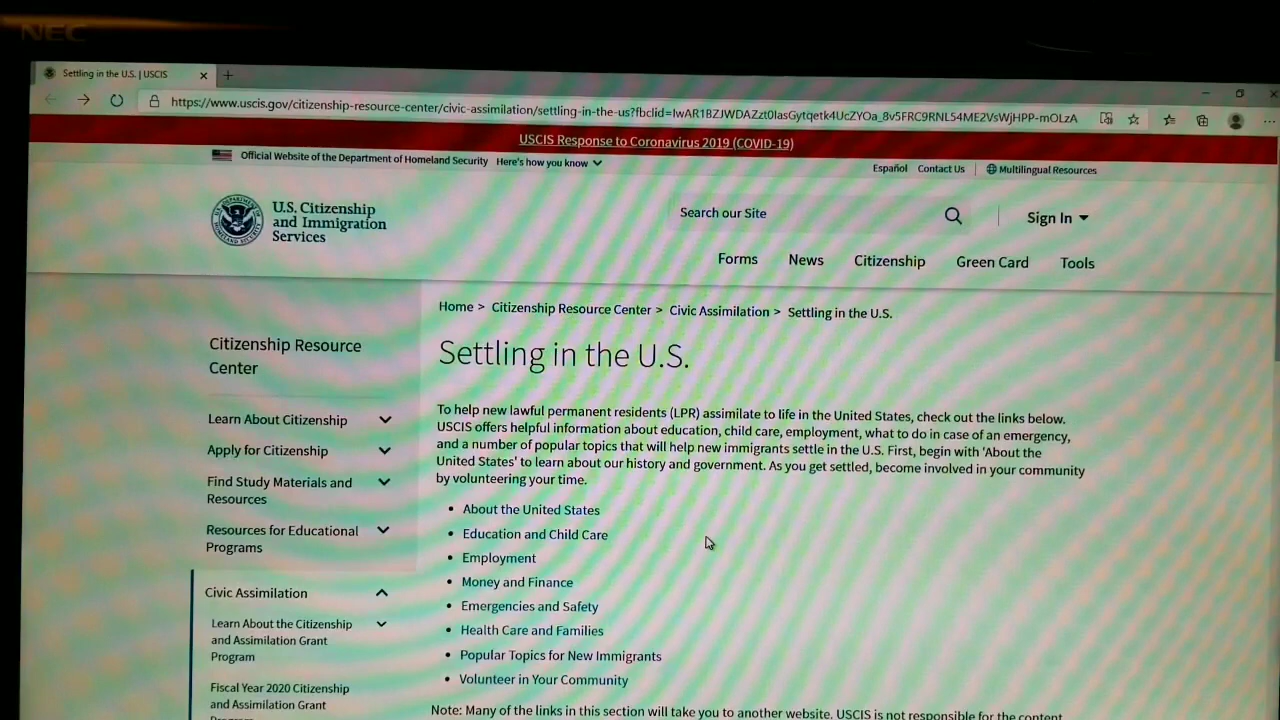 NEC
Settling in the U.S. | USCIS
https://www.uscis.gov/citizenship-resource-center/civic-assimilation/settling-in-the-us?fbclid=IwAR1BZJWDAZzt0IasGytqetk4UcZYOa_8v5FRC9RNL54ME2VsWjHPP-mOLzA
USCIS Response to Coronavirus 2019 (COVID-19)
Official Website of the Department of Homeland Security Here's how you know
Español Contact Us Multilingual Resources
U.S. Citizenship
and Immigration
Services
Search our Site
Sign In
Forms News Citizenship Green Card Tools
Home > Citizenship Resource Center > Civic Assimilation > Settling in the U.S.
Citizenship Resource
Center
Learn About Citizenship
Apply for Citizenship
Find Study Materials and
Resources
Resources for Educational
Programs
Civic Assimilation
Learn About the Citizenship
and Assimilation Grant
Program
Fiscal Year 2020 Citizenship
and Assimilation Grant
Settling in the U.S.
To help new lawful permanent residents (LPR) assimilate to life in the United States, check out the links below.
USCIS offers helpful information about education, child care, employment, what to do in case of an emergency,
and a number of popular topics that will help new immigrants settle in the U.S. First, begin with 'About the
United States' to learn about our history and government. As you get settled, become involved in your community
by volunteering your time.
• About the United States
• Education and Child Care
• Employment
• Money and Finance
• Emergencies and Safety
• Health Care and Families
• Popular Topics for New Immigrants
• Volunteer in Your Community
Note: Many of the links in this section will take you to another website. USCIS is not responsible for the content